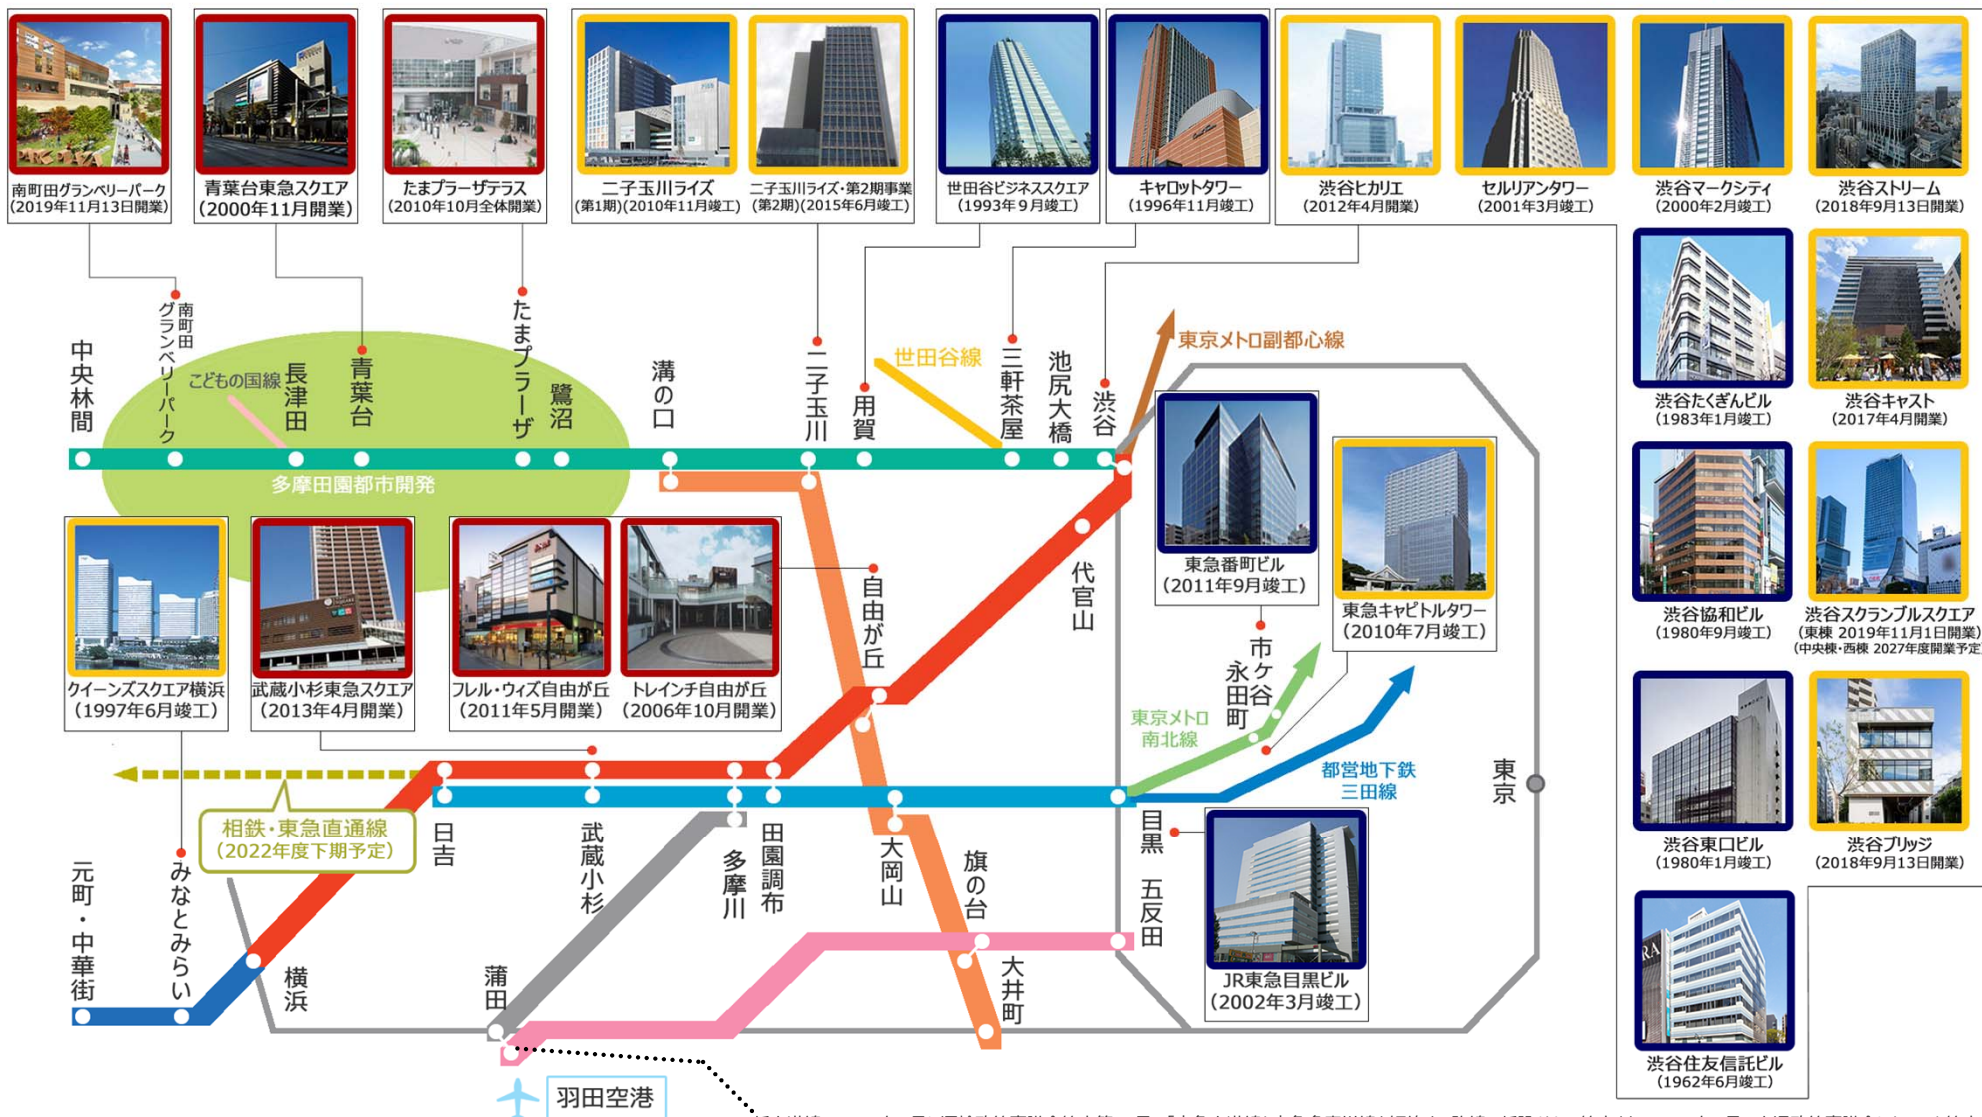 南町田グランベリーパーク
(2019年11月13日開業)
青葉台東急スクエア
(2000年11月開業)
たまプラーザテラス
(2010年10月全体開業)
二子玉川ライズ
(第1期)(2010年11月竣工)
二子玉川ライズ・第2期事業
(第2期)(2015年6月竣工)
世田谷ビジネススクエア
(1993年9月竣工)
キャロットタワー
(1996年11月竣工)
渋谷ヒカリエ
(2012年4月開業)
セルリアンタワー
(2001年3月竣工)
渋谷マークシティ
(2000年2月竣工)
渋谷ストリーム
(2018年9月13日開業)
渋谷たくぎんビル
(1983年1月竣工)
渋谷キャスト
(2017年4月開業)
渋谷協和ビル
(1980年9月竣工)
渋谷スクランブルスクエア
(東棟 2019年11月1日開業)
(中央棟・西棟 2027年度開業予定)
渋谷東口ビル
(1980年1月竣工)
渋谷ブリッジ
(2018年9月13日開業)
渋谷住友信託ビル
(1962年6月竣工)
中央林間
南町田
グランベリーパーク
こどもの国線
長津田
青葉台
たまプラーザ
鷺沼
溝の口
二子玉川
用賀
世田谷線
三軒茶屋
池尻大橋
渋谷
東京メトロ副都心線
多摩田園都市開発
東急番町ビル
(2011年9月竣工)
東急キャピトルタワー
(2010年7月竣工)
クイーンズスクエア横浜
(1997年6月竣工)
武蔵小杉東急スクエア
(2013年4月開業)
フレル・ウィズ自由が丘
(2011年5月開業)
トレインチ自由が丘
(2006年10月開業)
自由が丘
代官山
市ヶ谷
永田町
東京メトロ
南北線
都営地下鉄
三田線
東京
相鉄・東急直通線
(2022年度下期予定)
日吉
武蔵小杉
多摩川
田園調布
大岡山
旗の台
目黒
五反田
JR東急目黒ビル
(2002年3月竣工)
元町・中華街
みなとみらい
横浜
蒲田
大井町
羽田空港